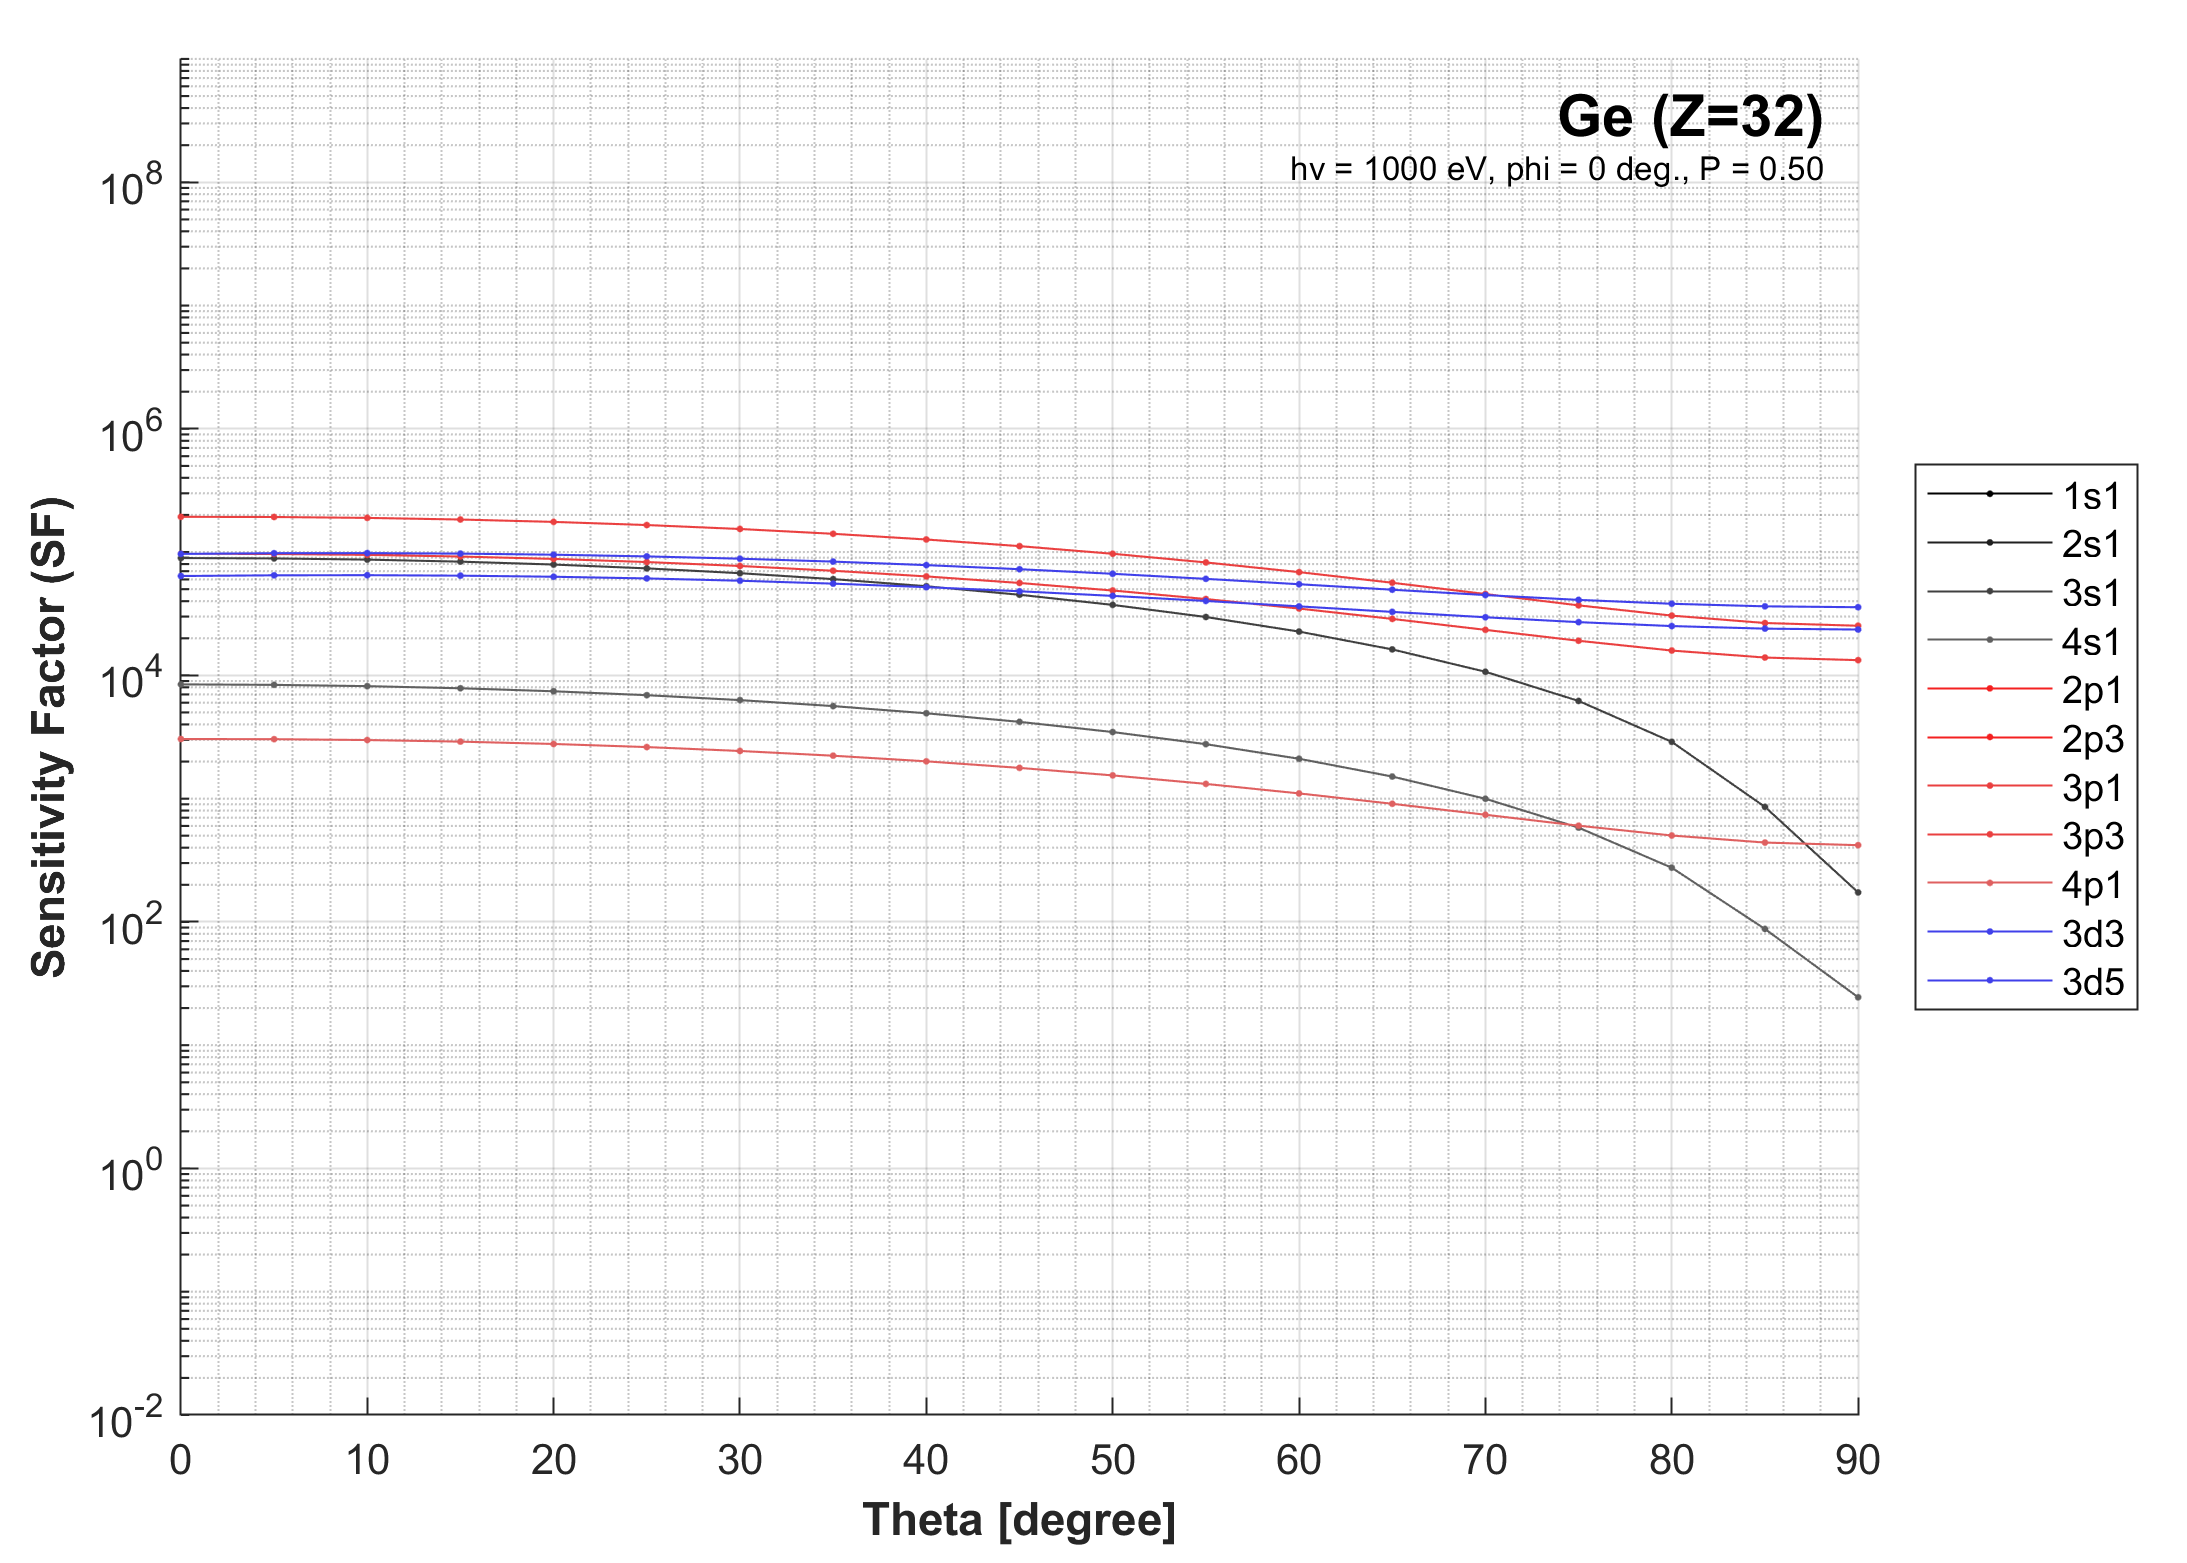 Ge (Z=32)
hv = 1000 eV, phi = 0 deg., P = 0.50
Sensitivity Factor (SF)
10^8
10^6
10^4
10^2
10^0
10^-2
0 10 20 30 40 50 60 70 80 90
Theta [degree]
1s1
2s1
3s1
4s1
2p1
2p3
3p1
3p3
4p1
3d3
3d5